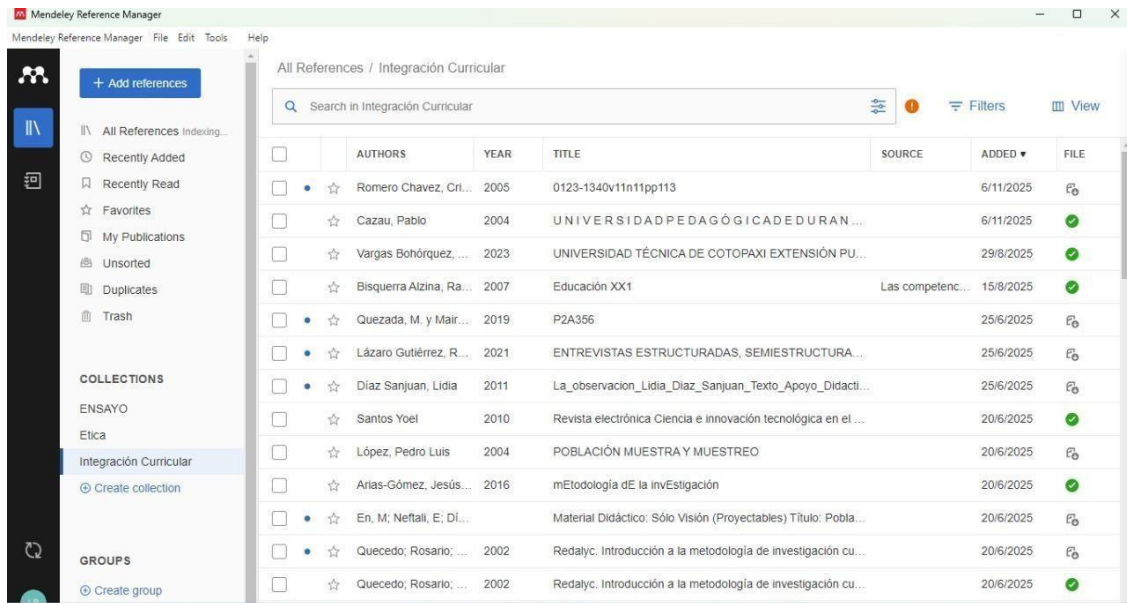 Mendeley Reference Manager
Mendeley Reference Manager File Edit Tools Help
+ Add references
All References Indexing...
Recently Added
Recently Read
Favorites
My Publications
Unsorted
Duplicates
Trash
COLLECTIONS
ENSAYO
Etica
Integración Curricular
Create collection
GROUPS
Create group
All References / Integración Curricular
Search in Integración Curricular
Filters
View
AUTHORS YEAR TITLE SOURCE ADDED FILE
Romero Chavez, Cri... 2005 0123-1340v11n11pp113 6/11/2025
Cazau, Pablo 2004 U N I V E R S I D A D P E D A G Ó G I C A D E D U R A N ... 6/11/2025
Vargas Bohórquez, ... 2023 UNIVERSIDAD TÉCNICA DE COTOPAXI EXTENSIÓN PU... 29/8/2025
Bisquerra Alzina, Ra... 2007 Educación XX1 Las competenc... 15/8/2025
Quezada, M. y Mair... 2019 P2A356 25/6/2025
Lázaro Gutiérrez, R... 2021 ENTREVISTAS ESTRUCTURADAS, SEMIESTRUCTURA... 25/6/2025
Díaz Sanjuan, Lidia 2011 La_observacion_Lidia_Diaz_Sanjuan_Texto_Apoyo_Didacti... 25/6/2025
Santos Yoel 2010 Revista electrónica Ciencia e innovación tecnológica en el ... 20/6/2025
López, Pedro Luis 2004 POBLACIÓN MUESTRA Y MUESTREO 20/6/2025
Arias-Gómez, Jesús... 2016 mEtodología dE la invEstigación 20/6/2025
En, M; Neftali, E; Dí... Material Didáctico: Sólo Visión (Proyectables) Título: Pobla... 20/6/2025
Quecedo; Rosario; ... 2002 Redalyc. Introducción a la metodología de investigación cu... 20/6/2025
Quecedo; Rosario; ... 2002 Redalyc. Introducción a la metodología de investigación cu... 20/6/2025